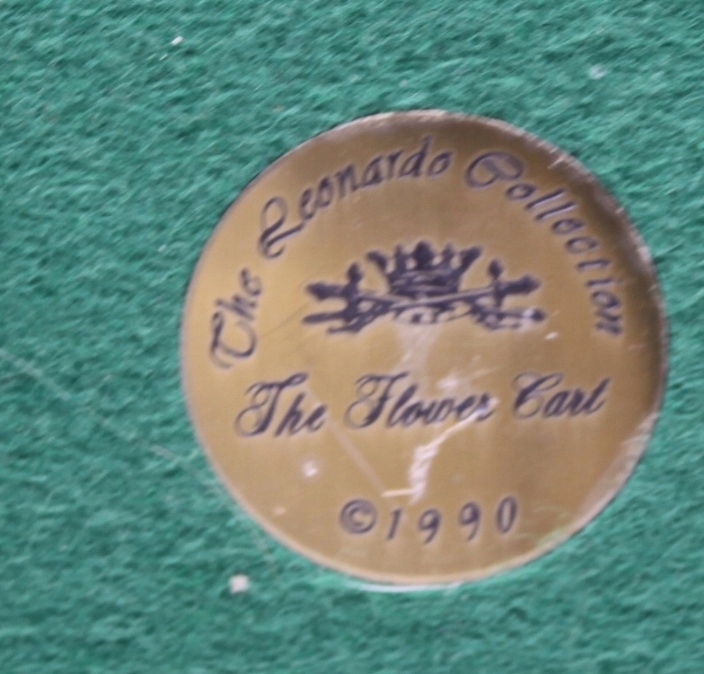 The Leonardo Collection
The Flower Cart
©1990